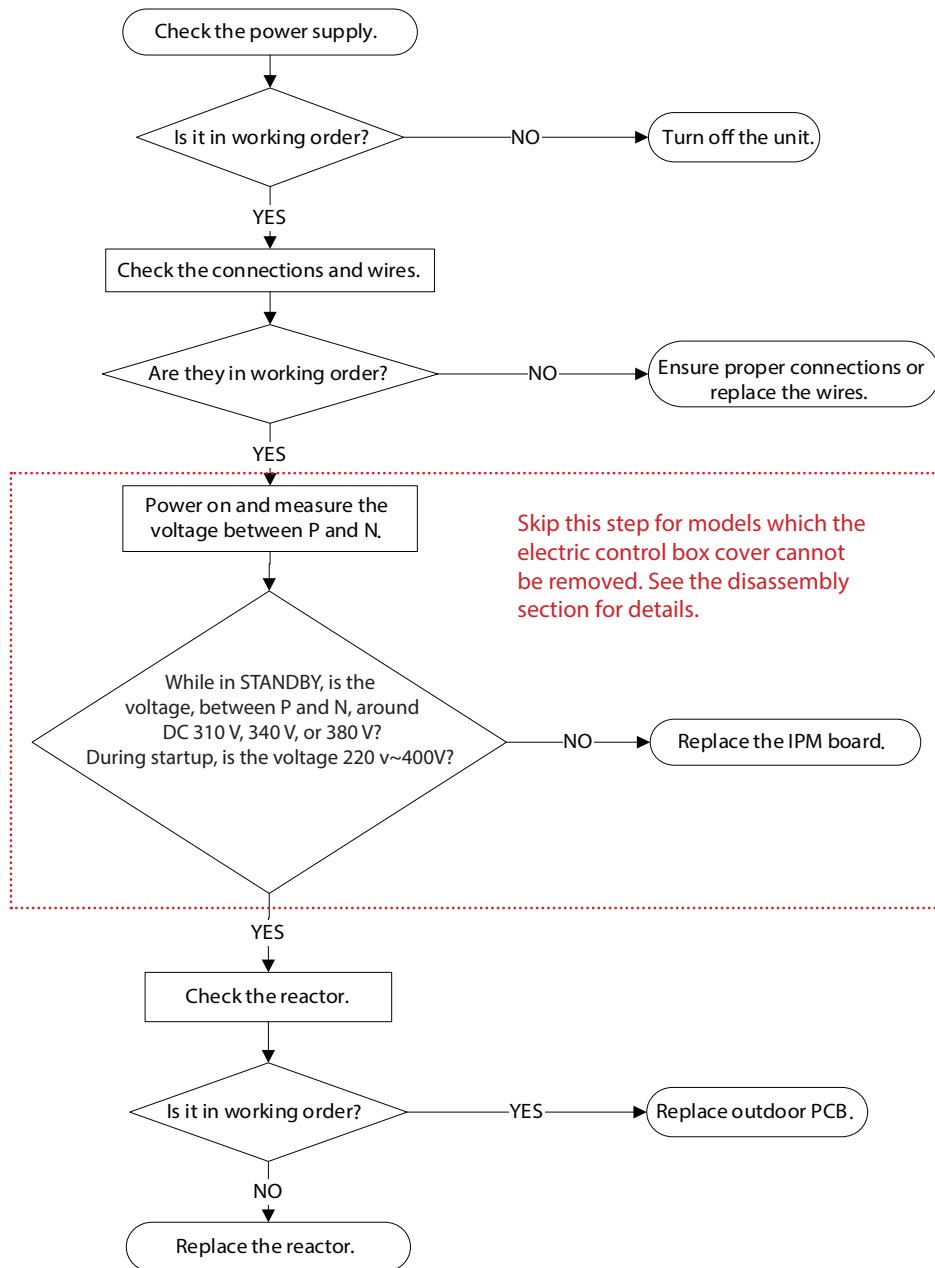 Check the power supply.
Is it in working order?
NO
Turn off the unit.
YES
Check the connections and wires.
Are they in working order?
NO
Ensure proper connections or
replace the wires.
YES
Power on and measure the
voltage between P and N.
Skip this step for models which the
electric control box cover cannot
be removed. See the disassembly
section for details.
While in STANDBY, is the
voltage, between P and N, around
DC 310 V, 340 V, or 380 V?
During startup, is the voltage 220 v~400V?
NO
Replace the IPM board.
YES
Check the reactor.
Is it in working order?
YES
Replace outdoor PCB.
NO
Replace the reactor.